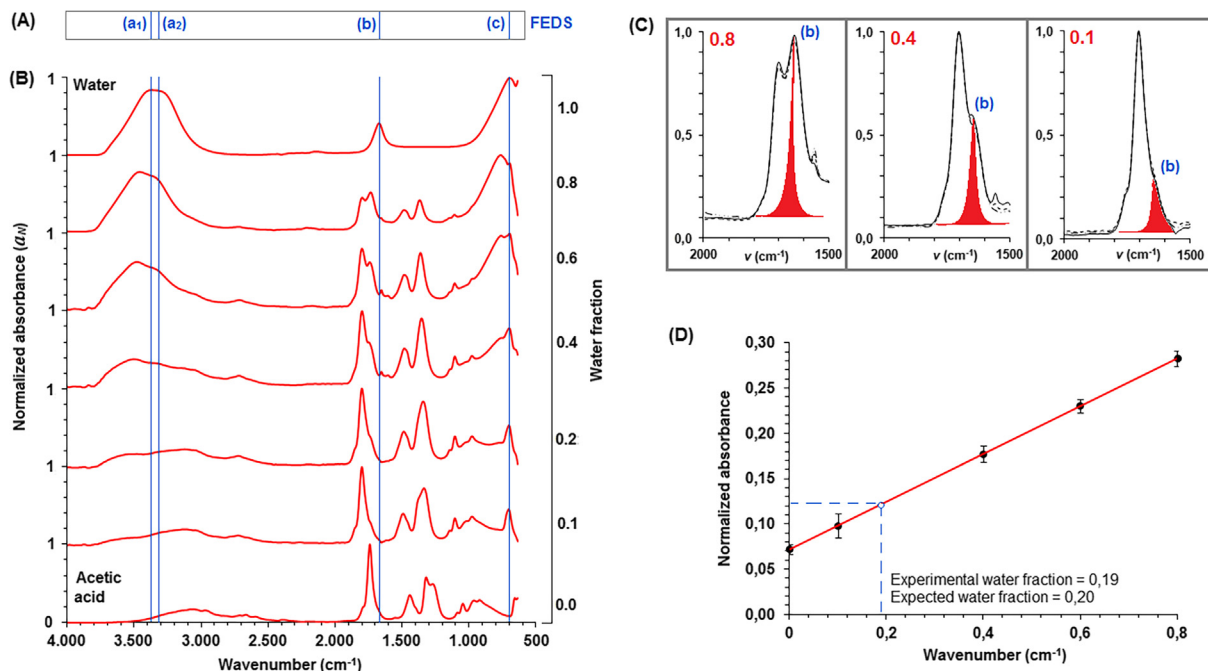 (A)
(a₁) (a₂) (b) (c) FEDS
(B)
Normalized absorbance (αN)
1
1
1
1
1
1
1
0
Water
Acetic
acid
1.0
0.8
0.6
0.4
0.2
0.1
0.0
Water fraction
4.000 3.500 3.000 2.500 2.000 1.500 1.000 500
Wavenumber (cm⁻¹)
(C)
1,0
0,5
0,0
0.8
(b)
2000 ν (cm⁻¹) 1500
1,0
0,5
0,0
0.4
(b)
2000 ν (cm⁻¹) 1500
1,0
0,5
0,0
0.1
(b)
2000 ν (cm⁻¹) 1500
(D)
Normalized absorbance
0,35
0,30
0,25
0,20
0,15
0,10
0,05
0,00
Experimental water fraction = 0,19
Expected water fraction = 0,20
0 0,2 0,4 0,6 0,8
Wavenumber (cm⁻¹)